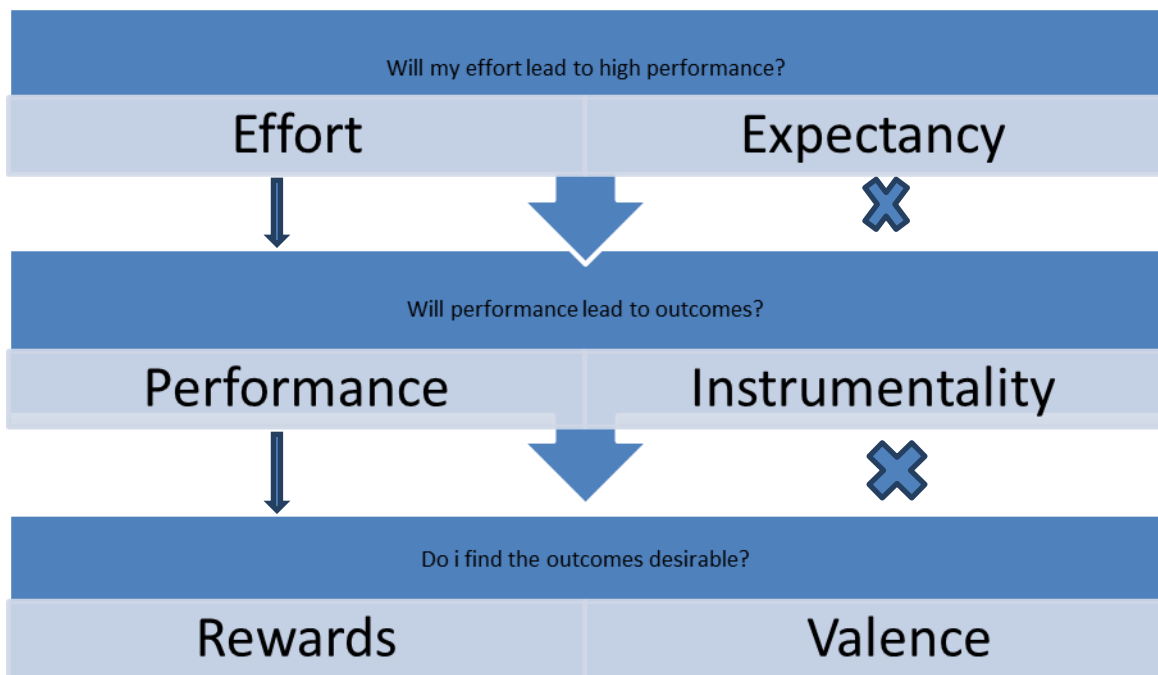 Will my effort lead to high performance?
Effort Expectancy
Will performance lead to outcomes?
Performance Instrumentality
Do i find the outcomes desirable?
Rewards Valence